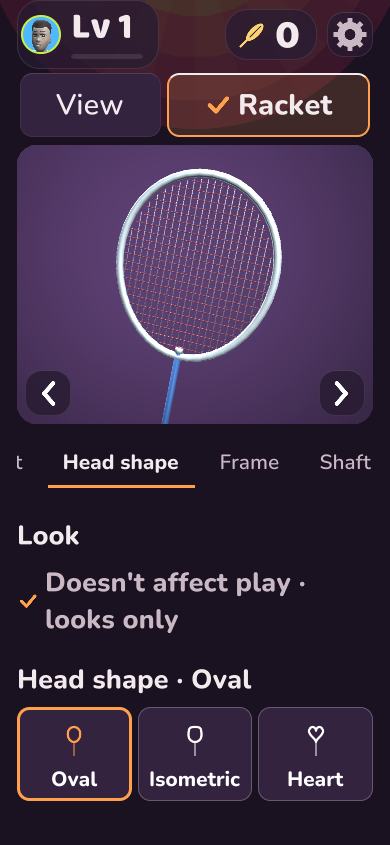 Lv 1
0
View
Racket
t
Head shape
Frame
Shaft
Look
Doesn't affect play ·
looks only
Head shape · Oval
Oval
Isometric
Heart